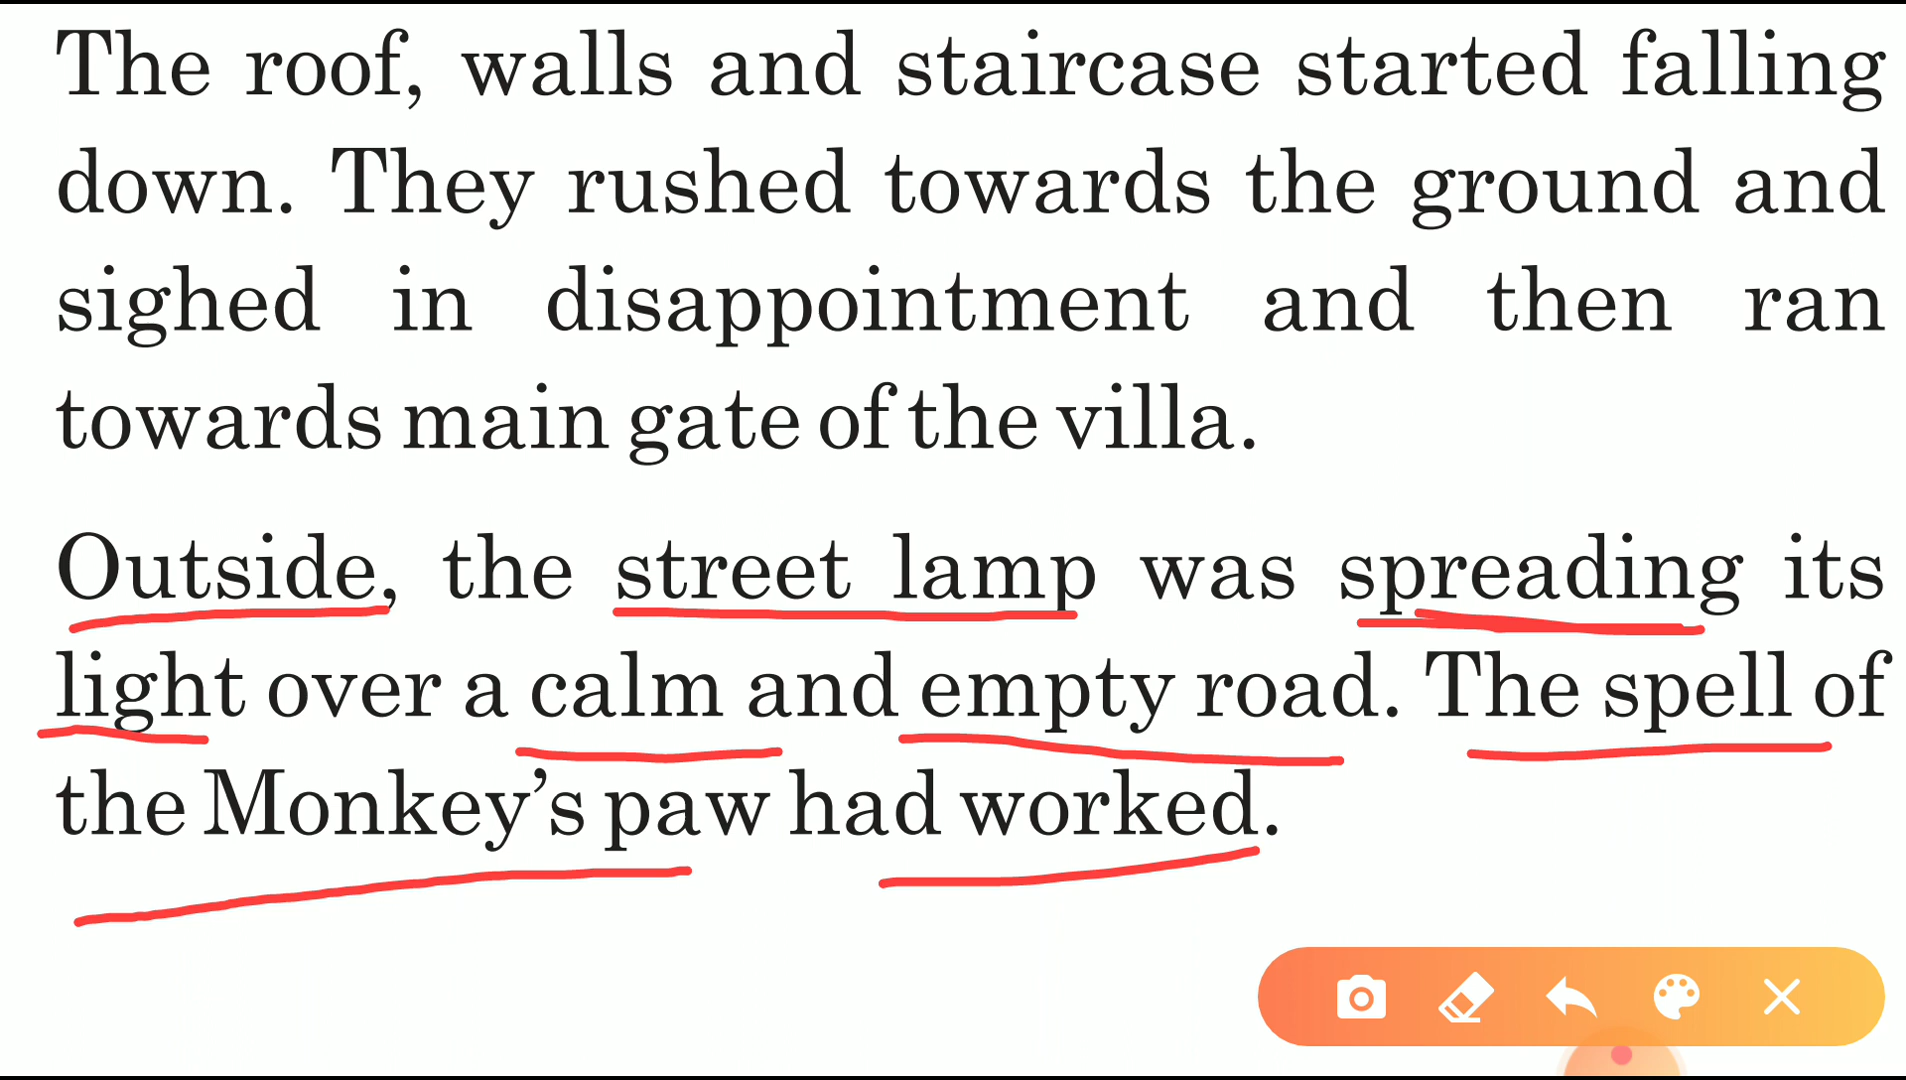 The roof, walls and staircase started falling
down. They rushed towards the ground and
sighed in disappointment and then ran
towards main gate of the villa.
Outside, the street lamp was spreading its
light over a calm and empty road. The spell of
the Monkey’s paw had worked.